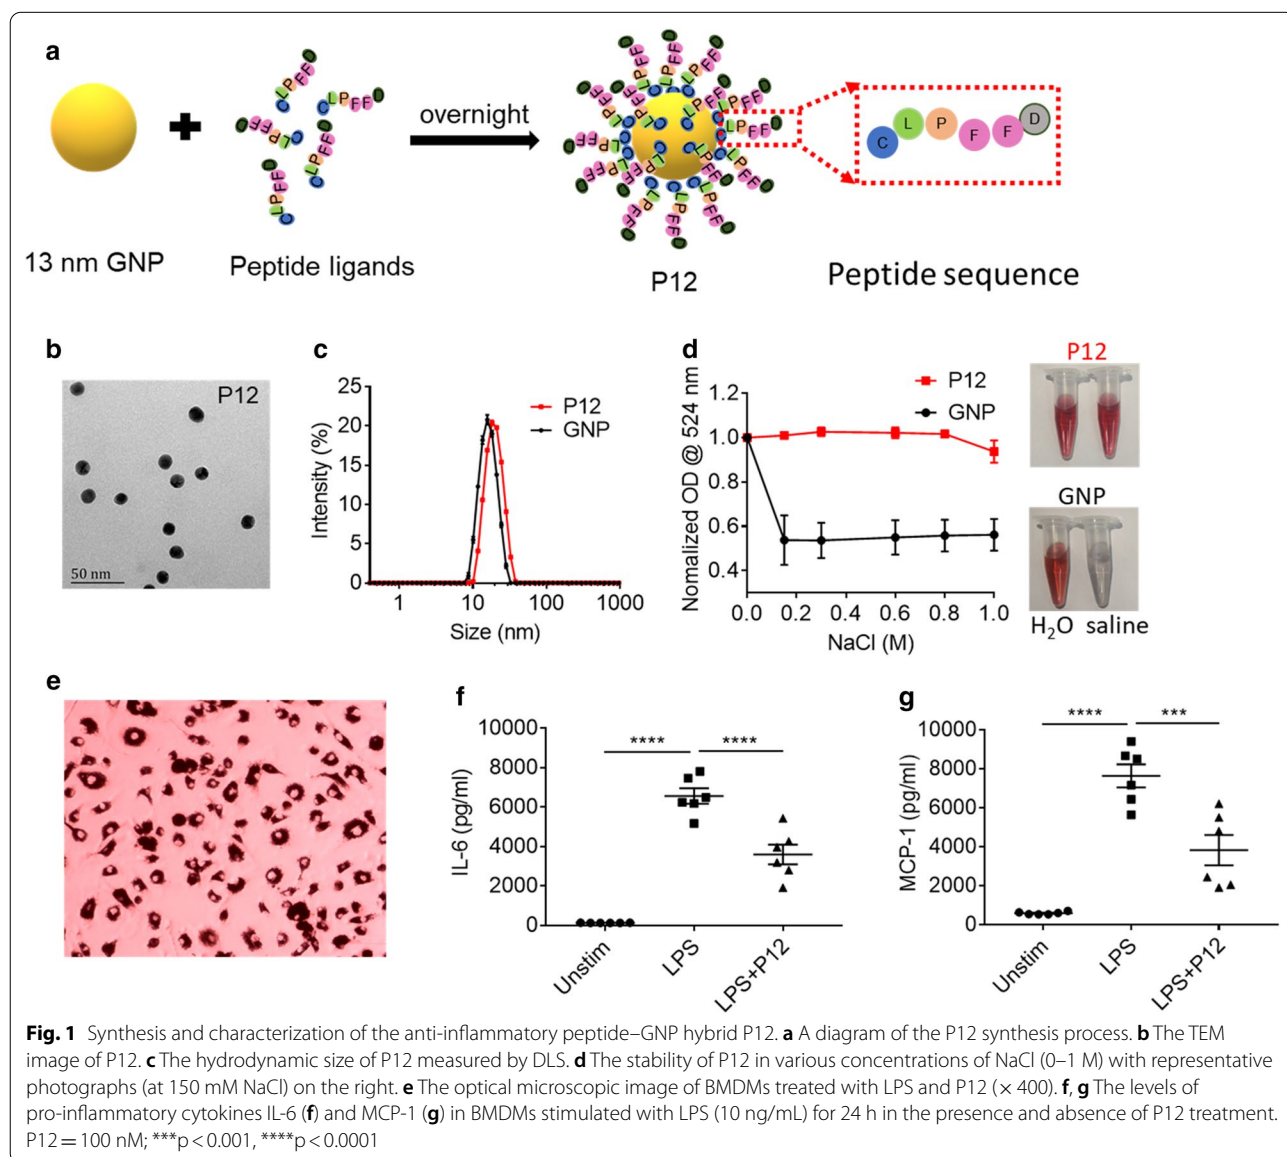 a
overnight
C L P F F D
13 nm GNP
Peptide ligands
P12
Peptide sequence
b
P12
50 nm
c
25
20
15
10
5
0
Intensity (%)
P12
GNP
1
10
100
1000
Size (nm)
d
1.2
1.0
0.8
0.6
0.4
Nomalized OD @ 524 nm
P12
GNP
0.0
0.2
0.4
0.6
0.8
1.0
NaCl (M)
P12
GNP
H₂O saline
e
f
10000
8000
6000
4000
2000
0
IL-6 (pg/ml)
**** ****
Unstim
LPS
LPS+P12
g
10000
8000
6000
4000
2000
0
MCP-1 (pg/ml)
**** ***
Unstim
LPS
LPS+P12
Fig. 1 Synthesis and characterization of the anti-inflammatory peptide–GNP hybrid P12. a A diagram of the P12 synthesis process. b The TEM
image of P12. c The hydrodynamic size of P12 measured by DLS. d The stability of P12 in various concentrations of NaCl (0–1 M) with representative
photographs (at 150 mM NaCl) on the right. e The optical microscopic image of BMDMs treated with LPS and P12 (× 400). f, g The levels of
pro-inflammatory cytokines IL-6 (f) and MCP-1 (g) in BMDMs stimulated with LPS (10 ng/mL) for 24 h in the presence and absence of P12 treatment.
P12 = 100 nM; ***p < 0.001, ****p < 0.0001